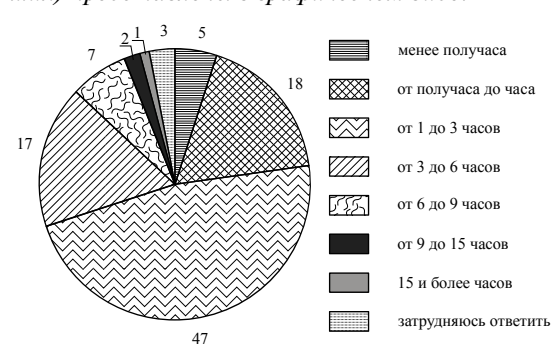 7
2
1
3
5
18
17
47
менее получаса
от получаса до часа
от 1 до 3 часов
от 3 до 6 часов
от 6 до 9 часов
от 9 до 15 часов
15 и более часов
затрудняюсь ответить